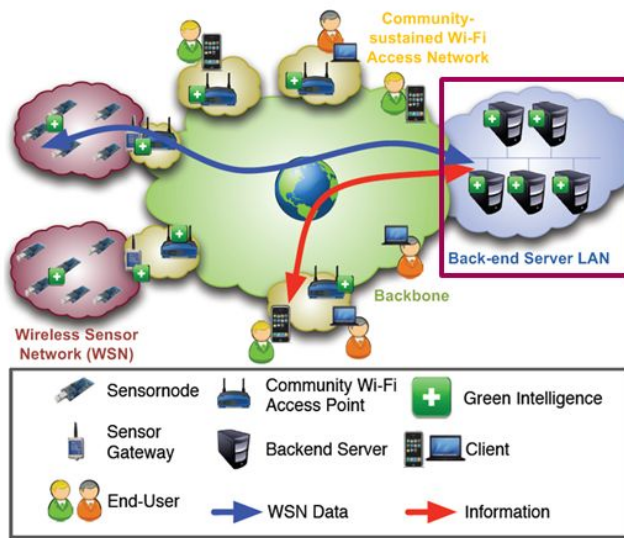 Community-
sustained Wi-Fi
Access Network
Back-end Server LAN
Backbone
Wireless Sensor
Network (WSN)
Sensornode
Community Wi-Fi
Access Point
Green Intelligence
Sensor
Gateway
Backend Server
Client
End-User
WSN Data
Information